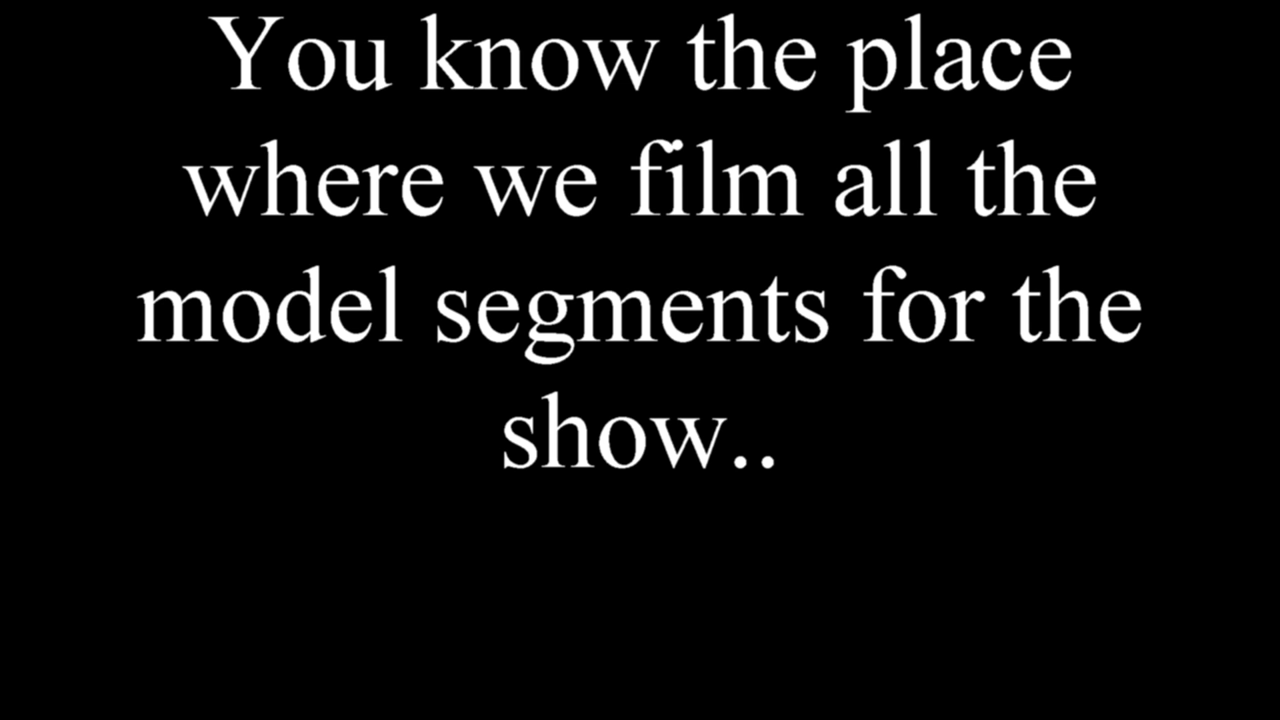 You know the place
where we film all the
model segments for the
show..